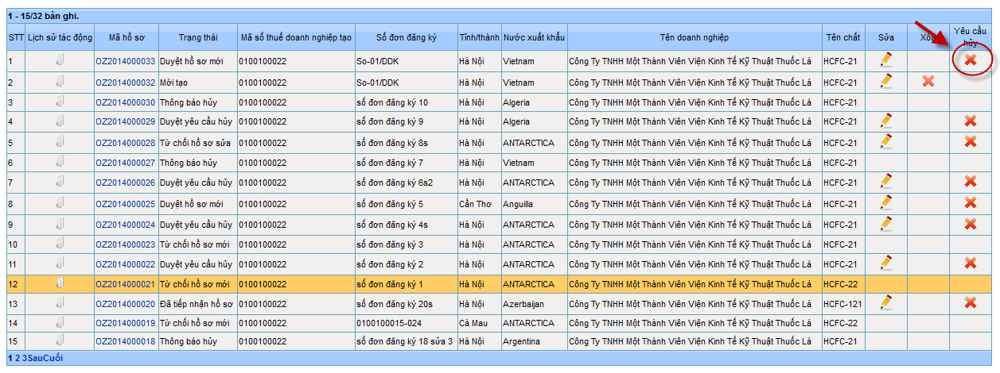 1 - 15/32 bản ghi.
STT Lịch sử tác động Mã hồ sơ Trạng thái Mã số thuế doanh nghiệp tạo Số đơn đăng ký Tỉnh/thành Nước xuất khẩu Tên doanh nghiệp Tên chất Sửa Xóa Yêu cầu hủy
1 OZ2014000033 Duyệt hồ sơ mới 0100100022 So-01/DDK Hà Nội Vietnam Công Ty TNHH Một Thành Viên Viện Kinh Tế Kỹ Thuật Thuốc Lá HCFC-21
2 OZ2014000032 Mới tạo 0100100022 So-01/DDK Hà Nội Vietnam Công Ty TNHH Một Thành Viên Viện Kinh Tế Kỹ Thuật Thuốc Lá HCFC-21
3 OZ2014000030 Thông báo hủy 0100100022 số đơn đăng ký 10 Hà Nội Algeria Công Ty TNHH Một Thành Viên Viện Kinh Tế Kỹ Thuật Thuốc Lá HCFC-21
4 OZ2014000029 Duyệt yêu cầu hủy 0100100022 số đơn đăng ký 9 Hà Nội Algeria Công Ty TNHH Một Thành Viên Viện Kinh Tế Kỹ Thuật Thuốc Lá HCFC-21
5 OZ2014000028 Từ chối hồ sơ sửa 0100100022 số đơn đăng ký 8s Hà Nội ANTARCTICA Công Ty TNHH Một Thành Viên Viện Kinh Tế Kỹ Thuật Thuốc Lá HCFC-21
6 OZ2014000027 Thông báo hủy 0100100022 số đơn đăng ký 7 Hà Nội Vietnam Công Ty TNHH Một Thành Viên Viện Kinh Tế Kỹ Thuật Thuốc Lá HCFC-21
7 OZ2014000026 Duyệt yêu cầu hủy 0100100022 số đơn đăng ký 6s2 Hà Nội ANTARCTICA Công Ty TNHH Một Thành Viên Viện Kinh Tế Kỹ Thuật Thuốc Lá HCFC-21
8 OZ2014000025 Duyệt hồ sơ mới 0100100022 số đơn đăng ký 5 Cần Thơ Anguilla Công Ty TNHH Một Thành Viên Viện Kinh Tế Kỹ Thuật Thuốc Lá HCFC-21
9 OZ2014000024 Duyệt yêu cầu hủy 0100100022 số đơn đăng ký 4s Hà Nội ANTARCTICA Công Ty TNHH Một Thành Viên Viện Kinh Tế Kỹ Thuật Thuốc Lá HCFC-21
10 OZ2014000023 Từ chối hồ sơ mới 0100100022 số đơn đăng ký 3 Hà Nội ANTARCTICA Công Ty TNHH Một Thành Viên Viện Kinh Tế Kỹ Thuật Thuốc Lá HCFC-21
11 OZ2014000022 Duyệt yêu cầu hủy 0100100022 số đơn đăng ký 2 Hà Nội ANTARCTICA Công Ty TNHH Một Thành Viên Viện Kinh Tế Kỹ Thuật Thuốc Lá HCFC-21
12 OZ2014000021 Từ chối hồ sơ mới 0100100022 số đơn đăng ký 1 Hà Nội ANTARCTICA Công Ty TNHH Một Thành Viên Viện Kinh Tế Kỹ Thuật Thuốc Lá HCFC-22
13 OZ2014000020 Đã tiếp nhận hồ sơ 0100100022 số đơn đăng ký 20s Hà Nội Azerbaijan Công Ty TNHH Một Thành Viên Viện Kinh Tế Kỹ Thuật Thuốc Lá HCFC-121
14 OZ2014000019 Từ chối hồ sơ mới 0100100022 0100100015-024 Cà Mau ANTARCTICA Công Ty TNHH Một Thành Viên Viện Kinh Tế Kỹ Thuật Thuốc Lá HCFC-22
15 OZ2014000018 Thông báo hủy 0100100022 số đơn đăng ký 18 sửa 3 Hà Nội Argentina Công Ty TNHH Một Thành Viên Viện Kinh Tế Kỹ Thuật Thuốc Lá HCFC-21
1 2 3SauCuối